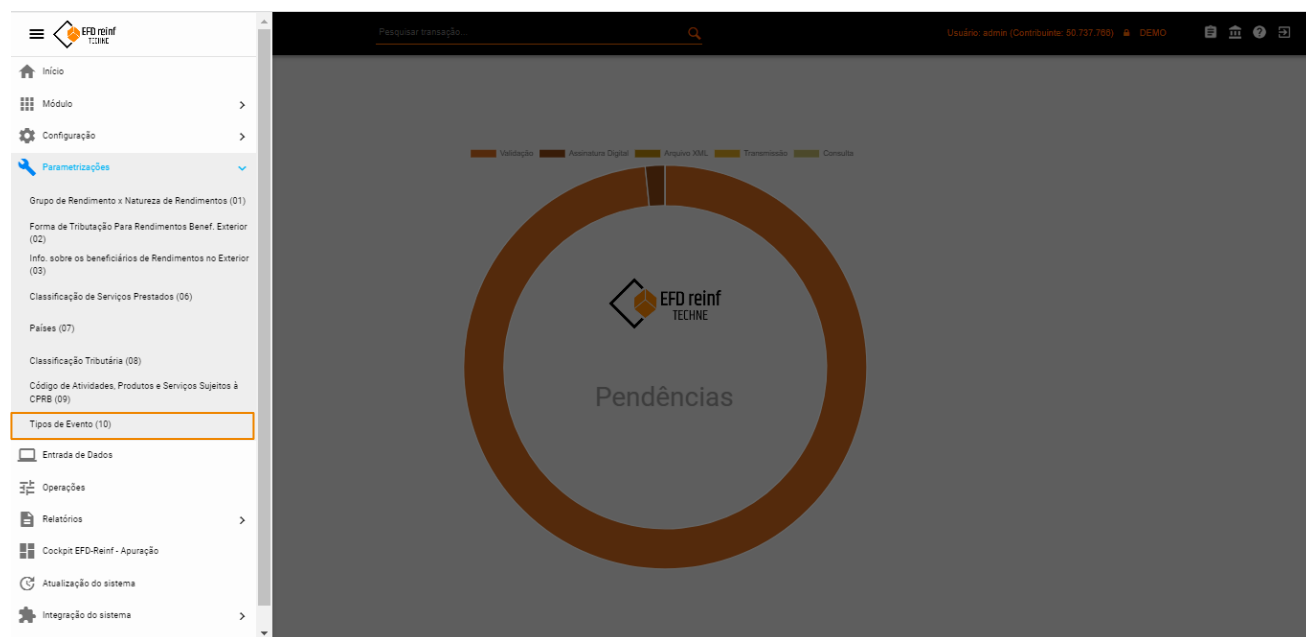 EFD reinf
TECHNE
Pesquisar transação...
Usuário: admin (Contribuinte: 50.737.766)
DEMO
Início
Módulo
Configuração
Parametrizações
Grupo de Rendimento x Natureza de Rendimentos (01)
Forma de Tributação Para Rendimentos Benef. Exterior
(02)
Info. sobre os beneficiários de Rendimentos no Exterior
(03)
Classificação de Serviços Prestados (06)
Países (07)
Classificação Tributária (08)
Código de Atividades, Produtos e Serviços Sujeitos à
CPRB (09)
Tipos de Evento (10)
Entrada de Dados
Operações
Relatórios
Cockpit EFD-Reinf - Apuração
Atualização do sistema
Integração do sistema
Validação Assinatura Digital Arquivo XML Transmissão Consulta
EFD reinf
TECHNE
Pendências